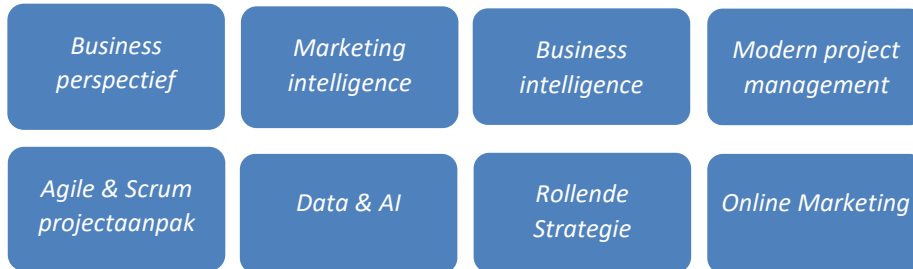 Business
perspectief
Marketing
intelligence
Business
intelligence
Modern project
management
Agile & Scrum
projectaanpak
Data & AI
Rollende
Strategie
Online Marketing